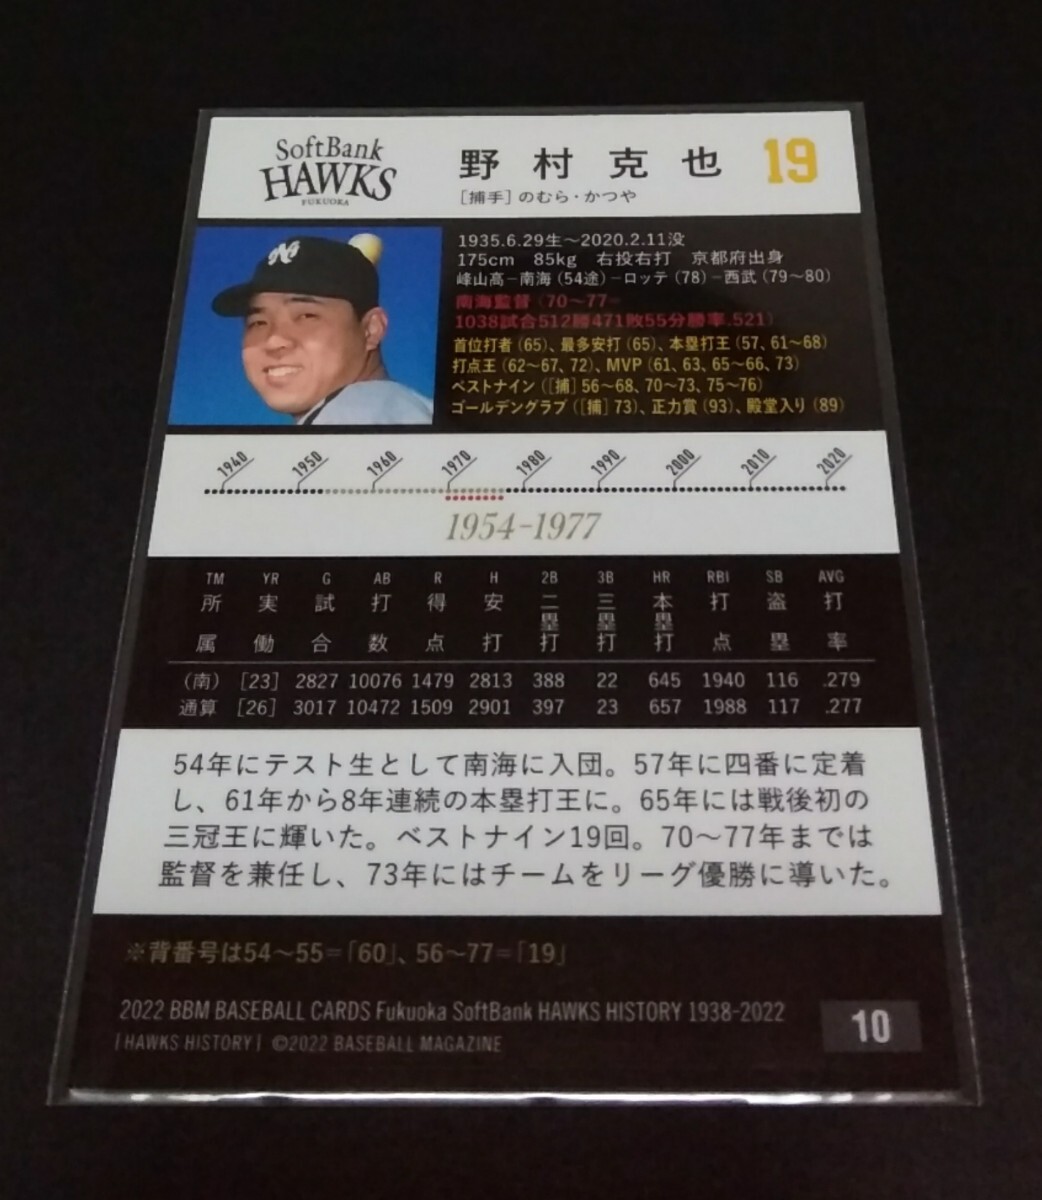 SoftBank
HAWKS
FUKUOKA
野村克也
19
［捕手］のむら・かつや
1935.6.29生～2020.2.11没
175cm 85kg 右投右打 京都府出身
峰山高－南海（54途）－ロッテ（78）－西武（79～80）
南海監督（70～77＝
1038試合512勝471敗55分勝率.521）
首位打者（65）、最多安打（65）、本塁打王（57、61～68）
打点王（62～67、72）、MVP（61、63、65～66、73）
ベストナイン（［捕］56～68、70～73、75～76）
ゴールデングラブ（［捕］73）、正力賞（93）、殿堂入り（89）
1940 1950 1960 1970 1980 1990 2000 2010 2020
1954-1977
TM YR G AB R H 2B 3B HR RBI SB AVG
所属 実働 試合 打数 得点 安打 二塁打 三塁打 本塁打 打点 盗塁 打率
（南） ［23］ 2827 10076 1479 2813 388 22 645 1940 116 .279
通算 ［26］ 3017 10472 1509 2901 397 23 657 1988 117 .277
54年にテスト生として南海に入団。57年に四番に定着
し、61年から8年連続の本塁打王に。65年には戦後初の
三冠王に輝いた。ベストナイン19回。70～77年までは
監督を兼任し、73年にはチームをリーグ優勝に導いた。
※背番号は54～55=「60」、56～77=「19」
2022 BBM BASEBALL CARDS Fukuoka SoftBank HAWKS HISTORY 1938-2022
「HAWKS HISTORY」 ©2022 BASEBALL MAGAZINE
10